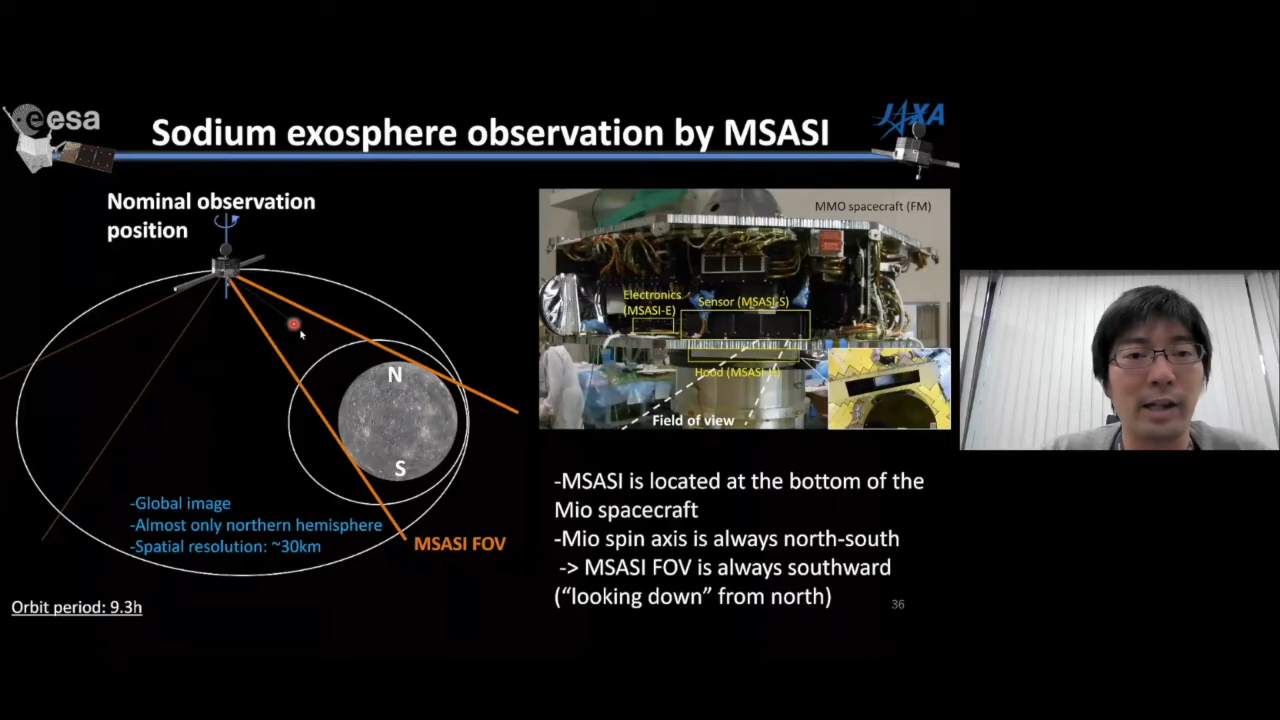 esa
JAXA
Sodium exosphere observation by MSASI
Nominal observation
position
N
S
-Global image
-Almost only northern hemisphere
-Spatial resolution: ~30km
MSASI FOV
Orbit period: 9.3h
MMO spacecraft (FM)
Electronics
(MSASI-E)
Sensor (MSASI-S)
Hood (MSASI-H)
Field of view
-MSASI is located at the bottom of the
Mio spacecraft
-Mio spin axis is always north-south
-> MSASI FOV is always southward
(“looking down” from north)
36